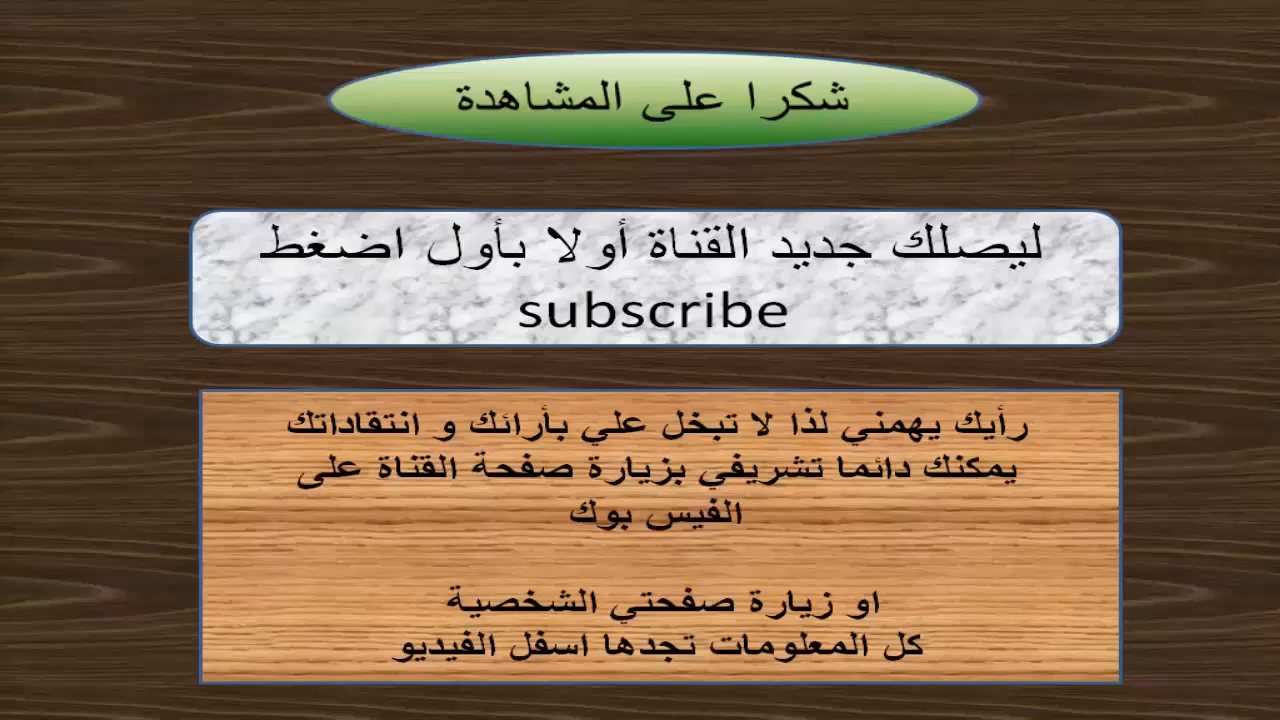 شكرا على المشاهدة
ليصلك جديد القناة أولا بأول اضغط
subscribe
رأيك يهمني لذا لا تبخل علي بأرائك و انتقاداتك
يمكنك دائما تشريفي بزيارة صفحة القناة على
الفيس بوك
او زيارة صفحتي الشخصية
كل المعلومات تجدها اسفل الفيديو